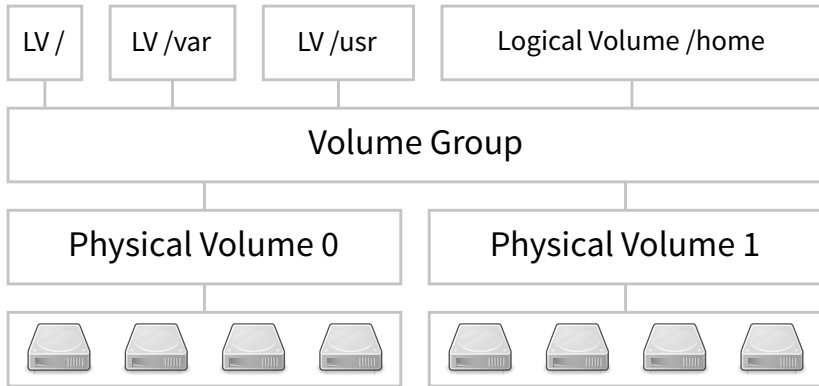 LV /
LV /var
LV /usr
Logical Volume /home
Volume Group
Physical Volume 0
Physical Volume 1